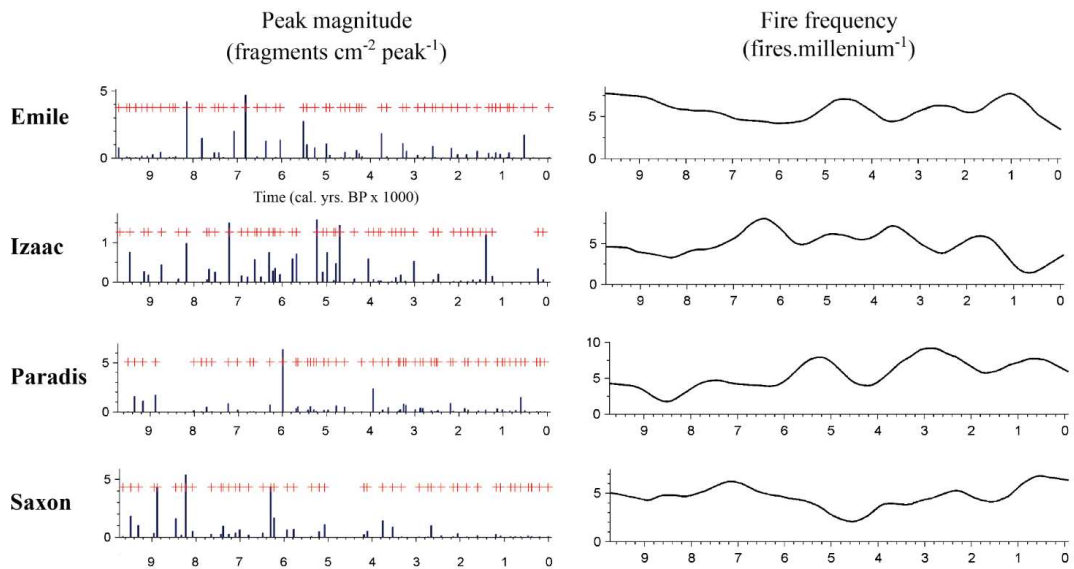 Peak magnitude
(fragments cm⁻² peak⁻¹)
Fire frequency
(fires.millenium⁻¹)
Emile
5
0
9 8 7 6 5 4 3 2 1 0
5
0
9 8 7 6 5 4 3 2 1 0
Time (cal. yrs. BP x 1000)
Izaac
1
0
9 8 7 6 5 4 3 2 1 0
5
0
9 8 7 6 5 4 3 2 1 0
Paradis
5
0
9 8 7 6 5 4 3 2 1 0
10
5
0
9 8 7 6 5 4 3 2 1 0
Saxon
5
0
9 8 7 6 5 4 3 2 1 0
5
0
9 8 7 6 5 4 3 2 1 0